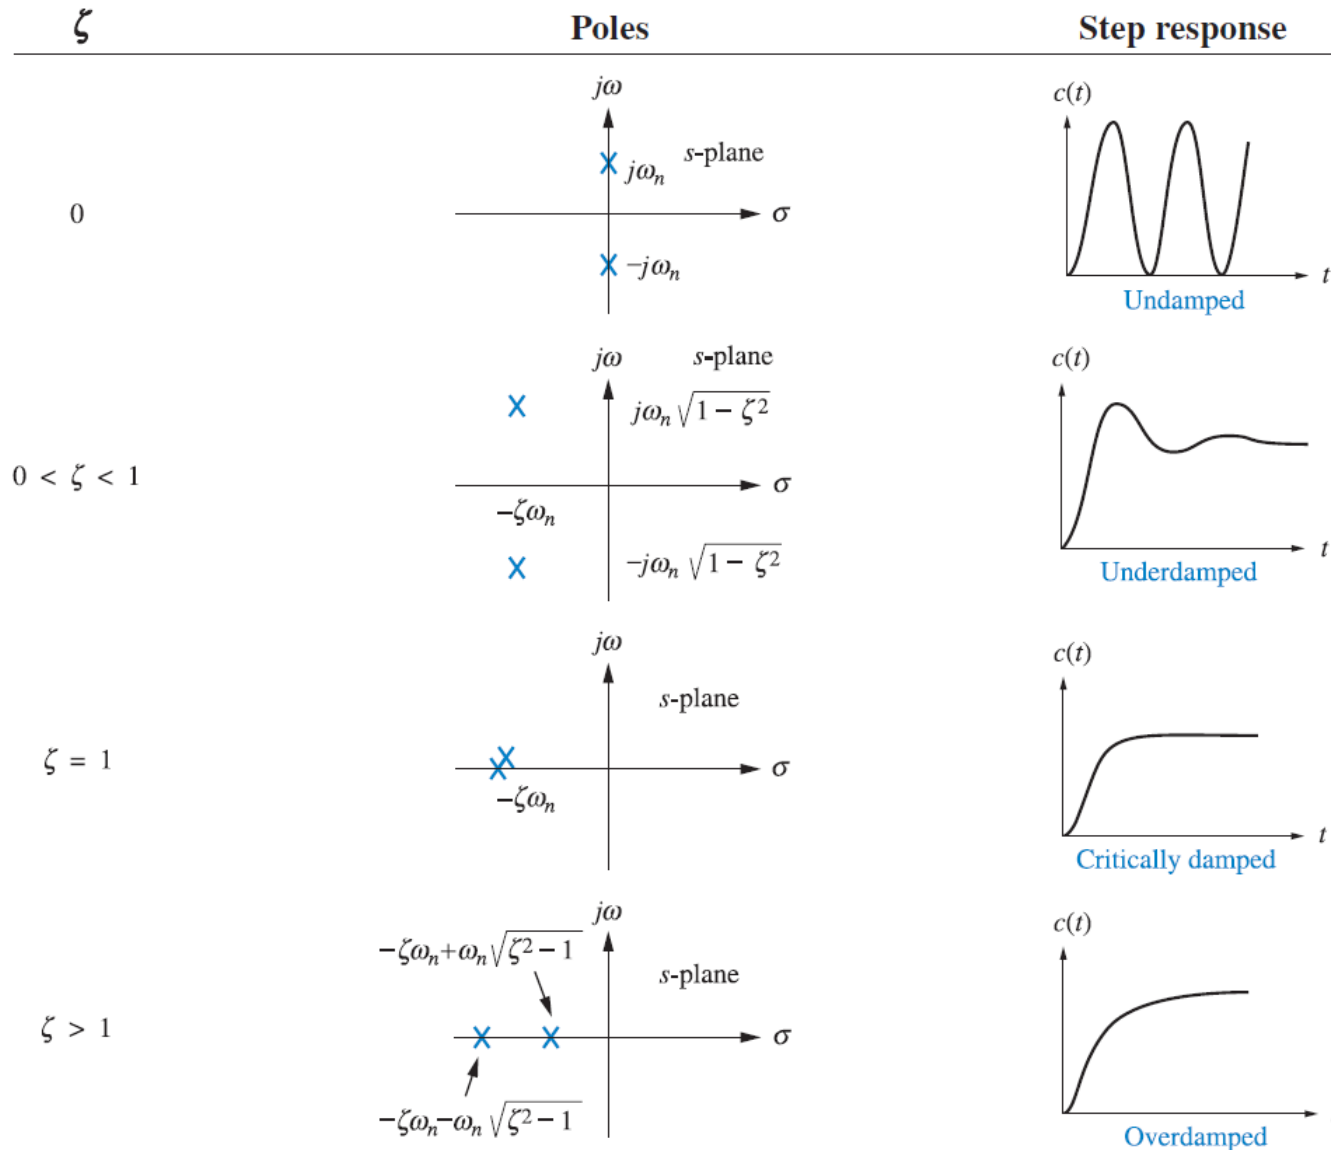 ζ Poles Step response
jω
c(t)
s-plane
jωₙ
0
σ
−jωₙ
t
Undamped
jω s-plane
c(t)
jωₙ√(1 − ζ²)
0 < ζ < 1
σ
−ζωₙ
−jωₙ√(1 − ζ²)
t
Underdamped
jω
c(t)
s-plane
ζ = 1
σ
−ζωₙ
t
Critically damped
jω
c(t)
−ζωₙ+ωₙ√(ζ² − 1)
s-plane
ζ > 1
σ
−ζωₙ−ωₙ√(ζ² − 1)
Overdamped